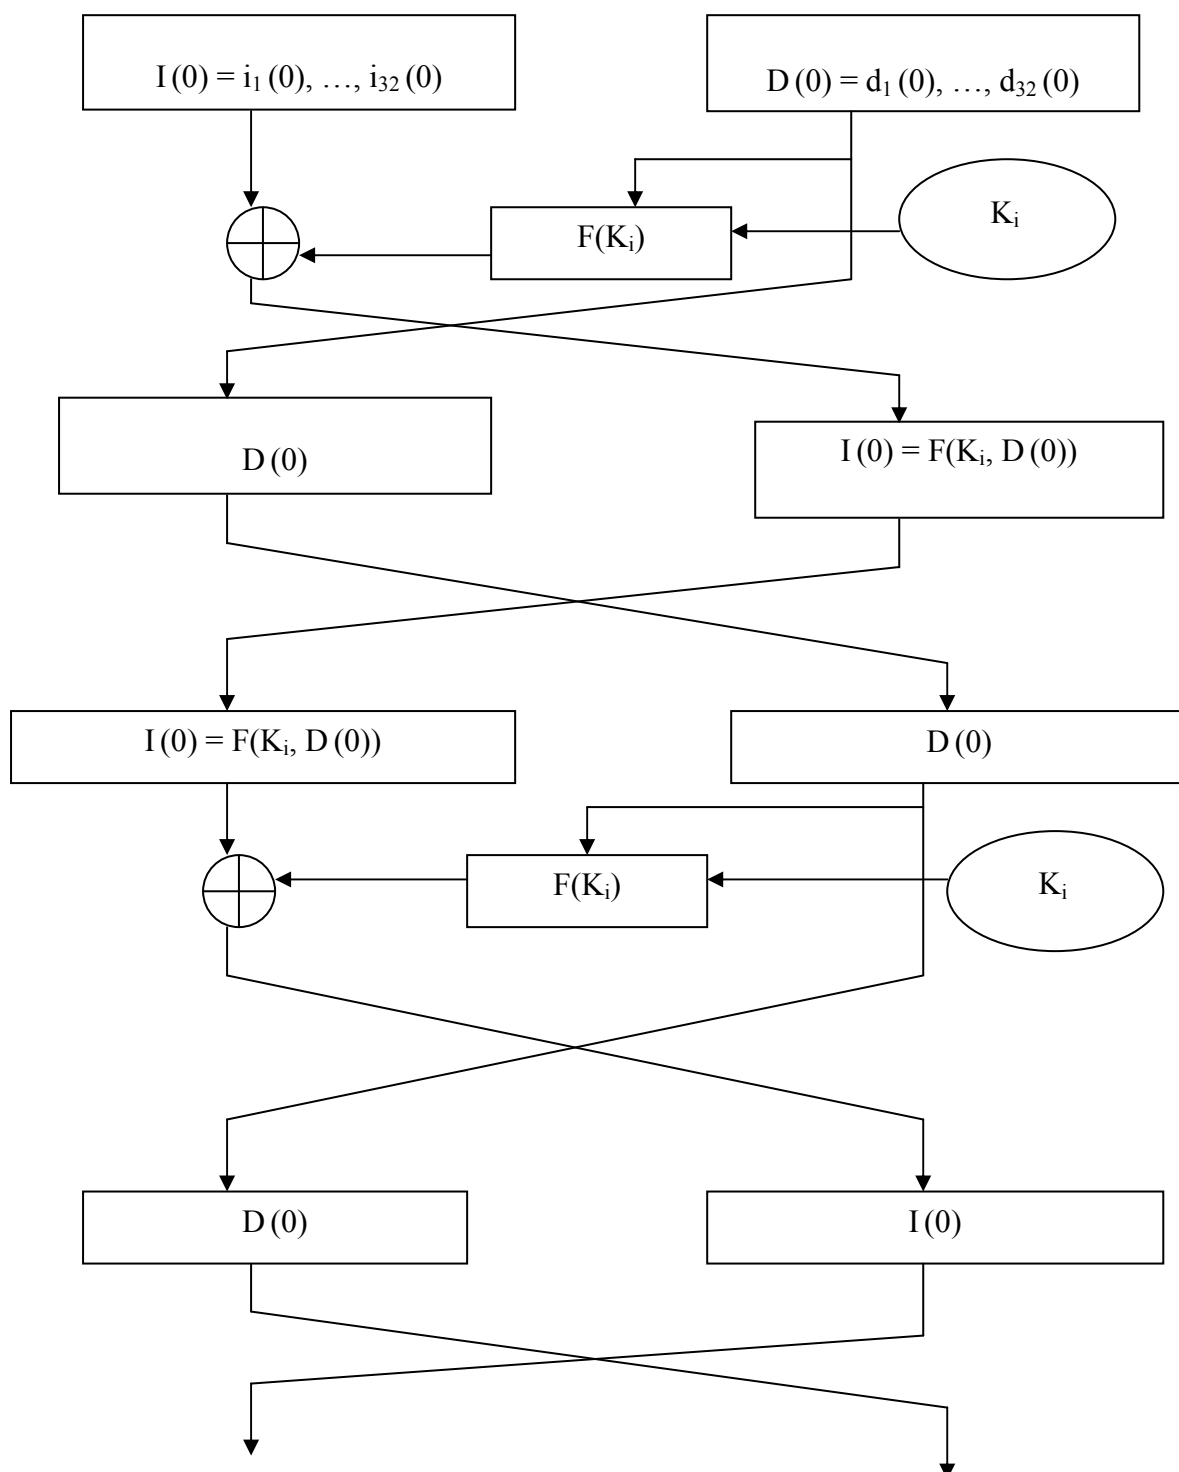 I (0) = i₁ (0), …, i₃₂ (0)
D (0) = d₁ (0), …, d₃₂ (0)
Kᵢ
F(Kᵢ)
D (0)
I (0) = F(Kᵢ, D (0))
I (0) = F(Kᵢ, D (0))
D (0)
F(Kᵢ)
Kᵢ
D (0)
I (0)